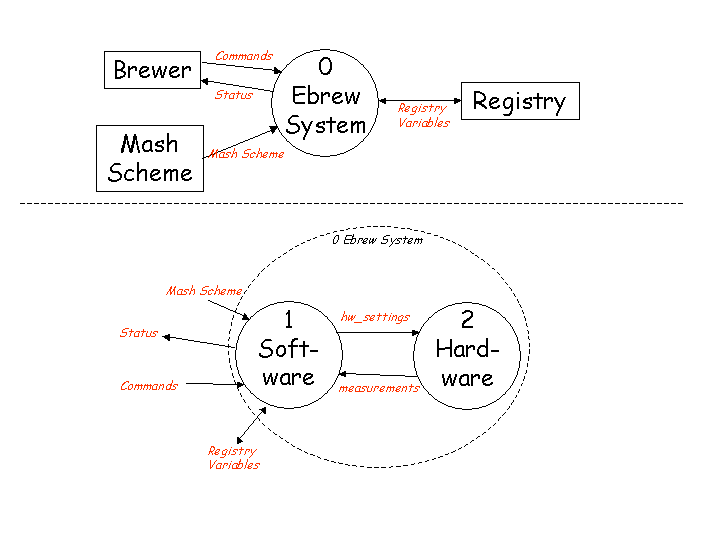 Commands
Brewer
Status
0
Ebrew
System
Registry
Variables
Registry
Mash
Scheme
Mash Scheme
0 Ebrew System
Mash Scheme
Status
Commands
Registry
Variables
1
Soft-
ware
hw_settings
measurements
2
Hard-
ware